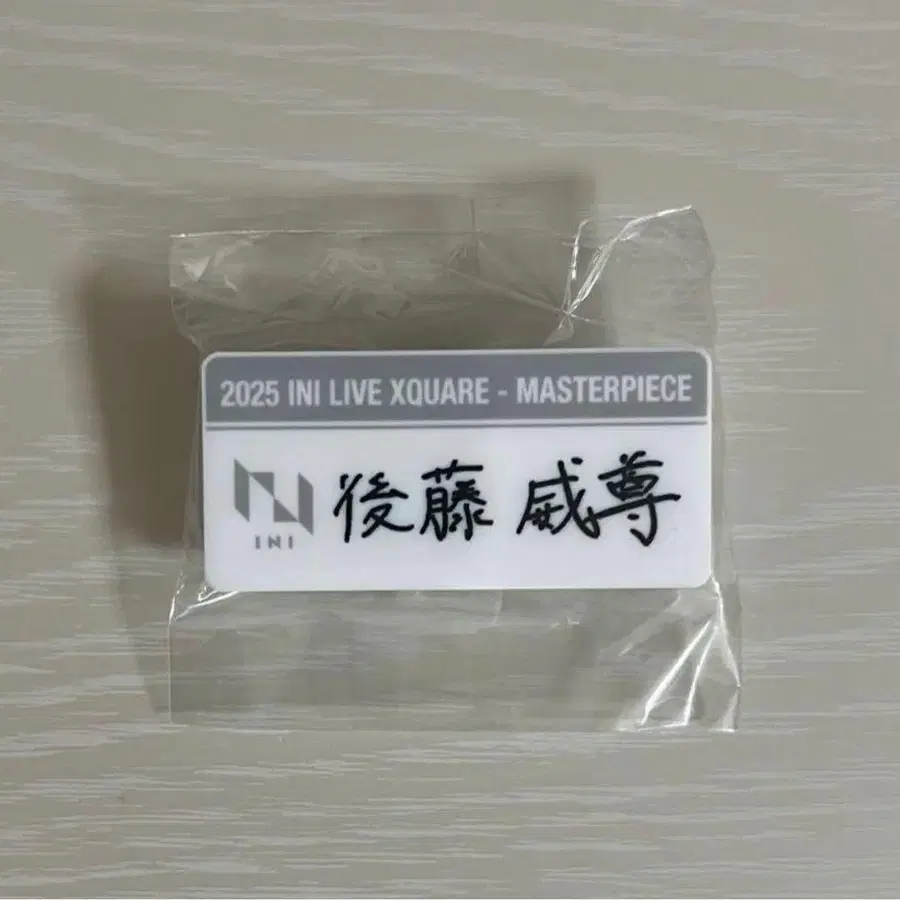 2025 INI LIVE XQUARE - MASTERPIECE
INI 後藤 威尊